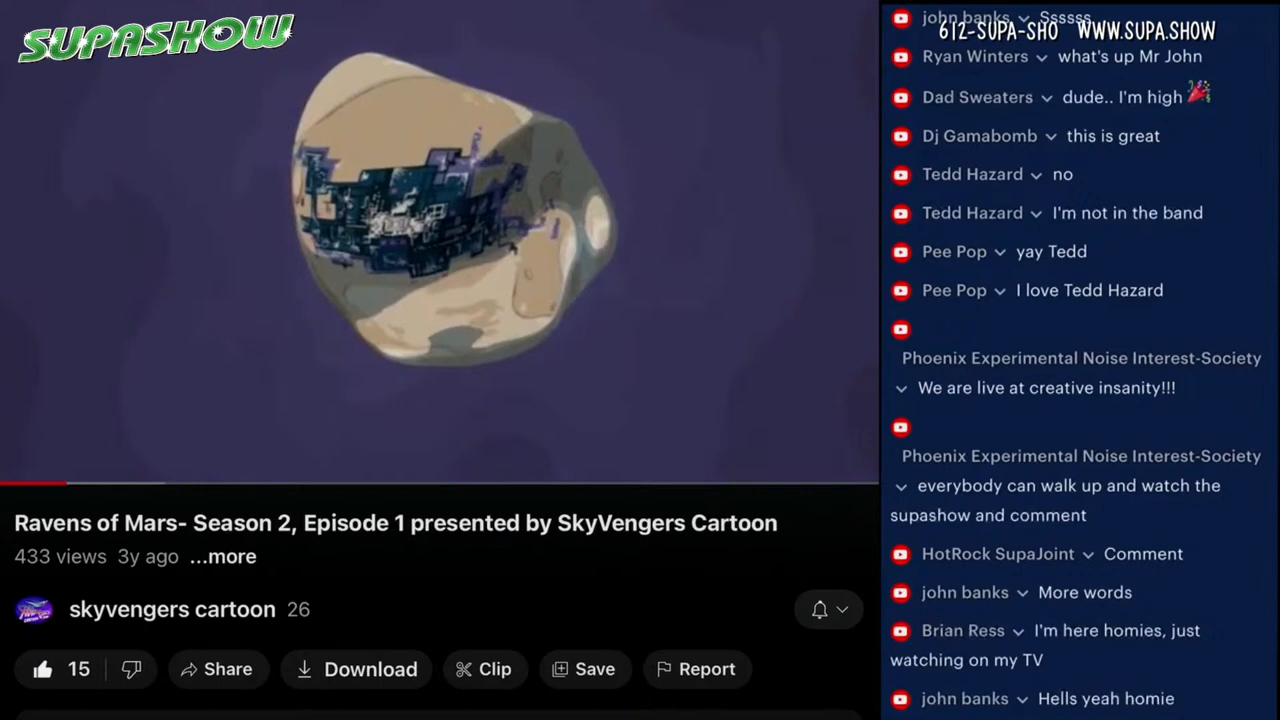 SUPASHOW
612-SUPA-SHO WWW.SUPA.SHOW
john banks Ssssss
Ryan Winters what's up Mr John
Dad Sweaters dude.. I'm high
Dj Gamabomb this is great
Tedd Hazard no
Tedd Hazard I'm not in the band
Pee Pop yay Tedd
Pee Pop I love Tedd Hazard
Phoenix Experimental Noise Interest-Society
We are live at creative insanity!!!
Phoenix Experimental Noise Interest-Society
everybody can walk up and watch the
supashow and comment
HotRock SupaJoint Comment
john banks More words
Brian Ress I'm here homies, just
watching on my TV
john banks Hells yeah homie
Ravens of Mars- Season 2, Episode 1 presented by SkyVengers Cartoon
433 views 3y ago ...more
skyvengers cartoon 26
15 Share Download Clip Save Report